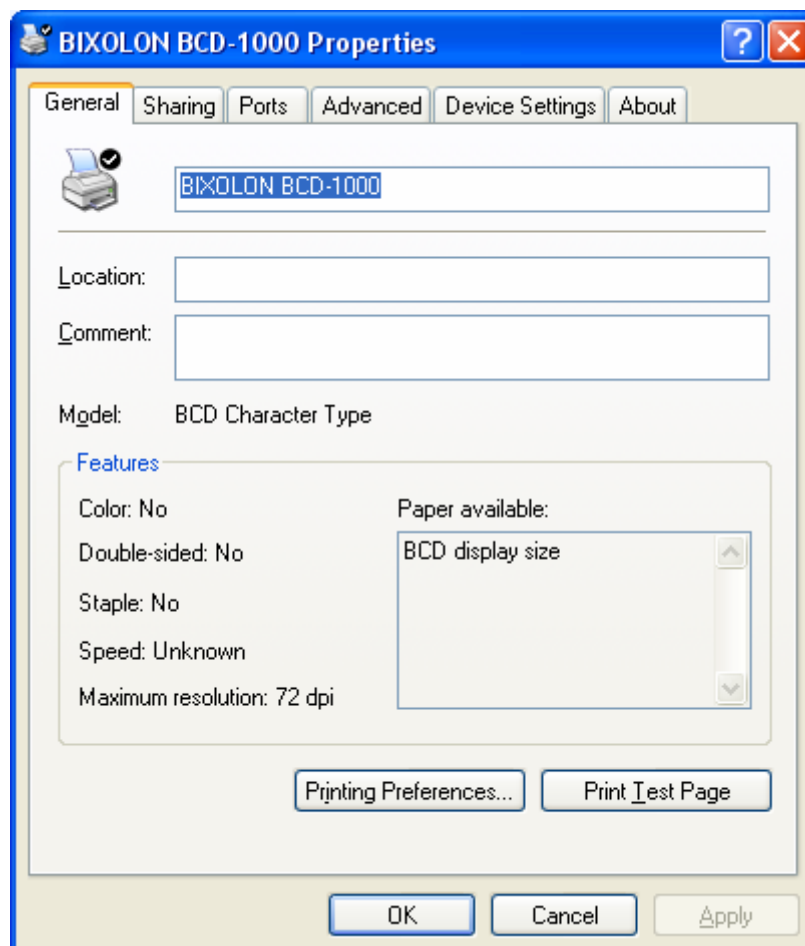 BIXOLON BCD-1000 Properties
General Sharing Ports Advanced Device Settings About
BIXOLON BCD-1000
Location:
Comment:
Model: BCD Character Type
Features
Color: No
Paper available:
Double-sided: No
BCD display size
Staple: No
Speed: Unknown
Maximum resolution: 72 dpi
Printing Preferences... Print Test Page
OK Cancel Apply